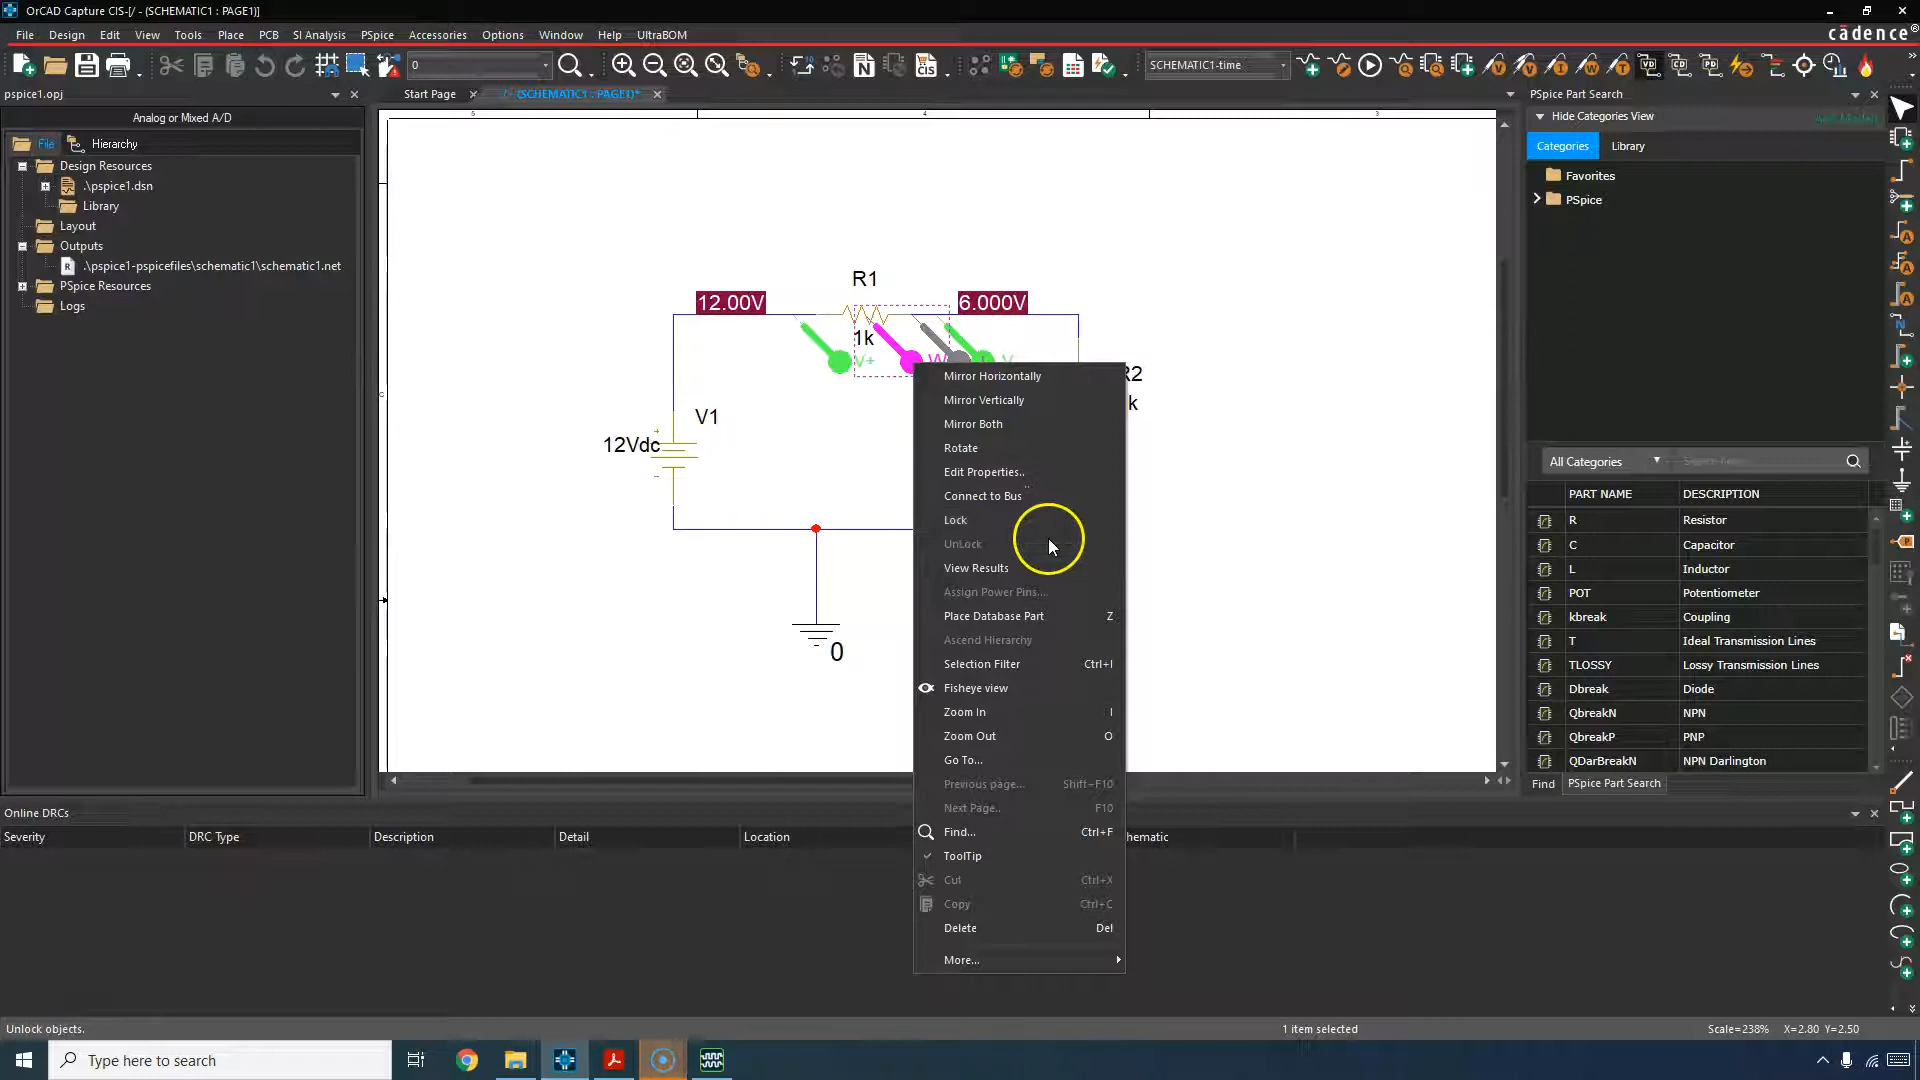 OrCAD Capture CIS-[/ - (SCHEMATIC1 : PAGE1)]
File Design Edit View Tools Place PCB SI Analysis PSpice Accessories Options Window Help UltraBOM
cadence
0
SCHEMATIC1-time
pspice1.opj
Start Page
/ - (SCHEMATIC1 : PAGE1)*
PSpice Part Search
Analog or Mixed A/D
File
Hierarchy
Design Resources
.\pspice1.dsn
Library
Layout
Outputs
.\pspice1-pspicefiles\schematic1\schematic1.net
PSpice Resources
Logs
5
4
3
C
R1
12.00V
6.000V
1k
V+
W
V
R2
k
V1
12Vdc
0
Mirror Horizontally
Mirror Vertically
Mirror Both
Rotate
Edit Properties..
Connect to Bus
Lock
UnLock
View Results
Assign Power Pins...
Place Database Part Z
Ascend Hierarchy
Selection Filter Ctrl+I
Fisheye view
Zoom In I
Zoom Out O
Go To...
Previous page... Shift+F10
Next Page.. F10
Find... Ctrl+F
ToolTip
Cut Ctrl+X
Copy Ctrl+C
Delete Del
More...
Hide Categories View
Categories
Library
Favorites
PSpice
All Categories
PART NAME DESCRIPTION
R Resistor
C Capacitor
L Inductor
POT Potentiometer
kbreak Coupling
T Ideal Transmission Lines
TLOSSY Lossy Transmission Lines
Dbreak Diode
QbreakN NPN
QbreakP PNP
QDarBreakN NPN Darlington
Find
PSpice Part Search
Online DRCs
Severity DRC Type Description Detail Location hematic
Unlock objects.
1 item selected
Scale=238% X=2.80 Y=2.50
Type here to search